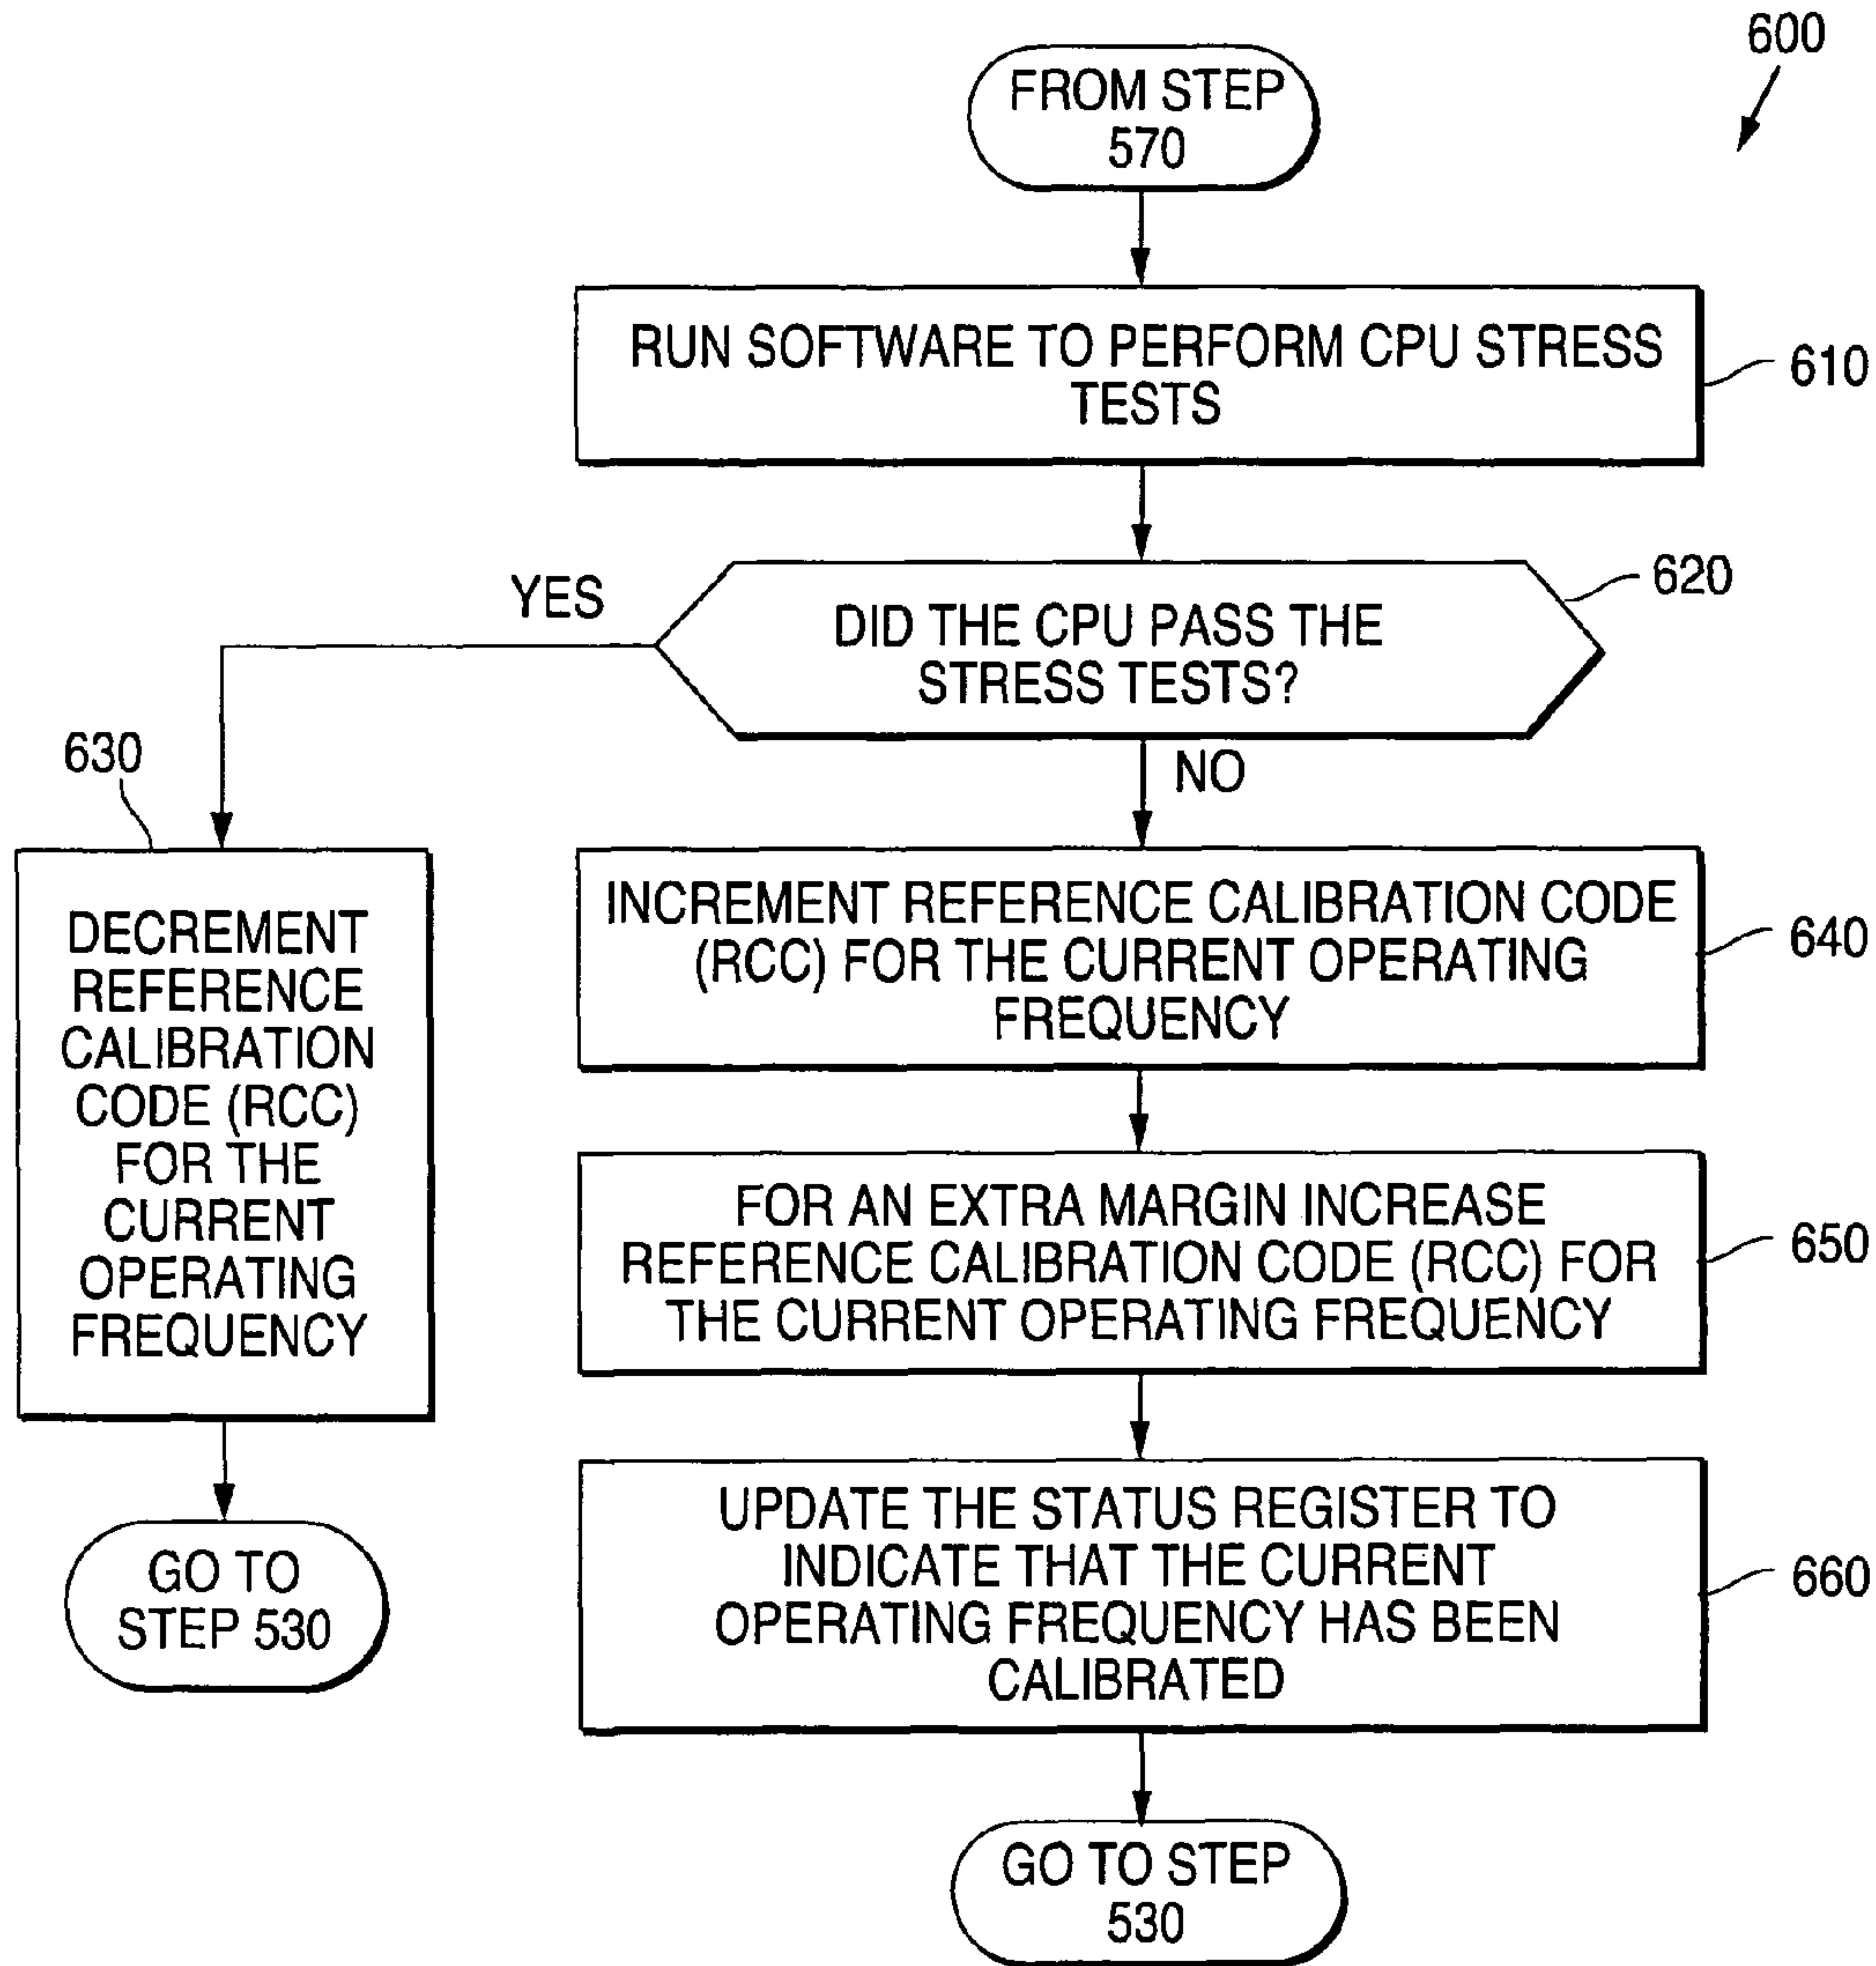 600
FROM STEP
570
RUN SOFTWARE TO PERFORM CPU STRESS
TESTS
610
DID THE CPU PASS THE
STRESS TESTS?
620
YES
NO
630
DECREMENT
REFERENCE
CALIBRATION
CODE (RCC)
FOR THE
CURRENT
OPERATING
FREQUENCY
GO TO
STEP 530
INCREMENT REFERENCE CALIBRATION CODE
(RCC) FOR THE CURRENT OPERATING
FREQUENCY
640
FOR AN EXTRA MARGIN INCREASE
REFERENCE CALIBRATION CODE (RCC) FOR
THE CURRENT OPERATING FREQUENCY
650
UPDATE THE STATUS REGISTER TO
INDICATE THAT THE CURRENT
OPERATING FREQUENCY HAS BEEN
CALIBRATED
660
GO TO STEP
530